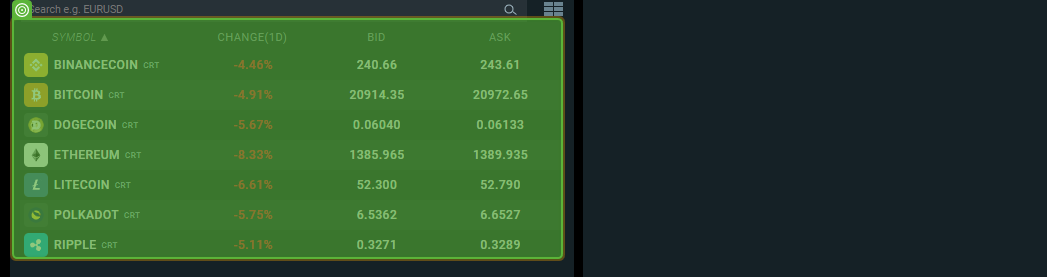 Search e.g. EURUSD
SYMBOL ▲ CHANGE(1D) BID ASK
BINANCECOIN CRT -4.46% 240.66 243.61
BITCOIN CRT -4.91% 20914.35 20972.65
DOGECOIN CRT -5.67% 0.06040 0.06133
ETHEREUM CRT -8.33% 1385.965 1389.935
LITECOIN CRT -6.61% 52.300 52.790
POLKADOT CRT -5.75% 6.5362 6.6527
RIPPLE CRT -5.11% 0.3271 0.3289